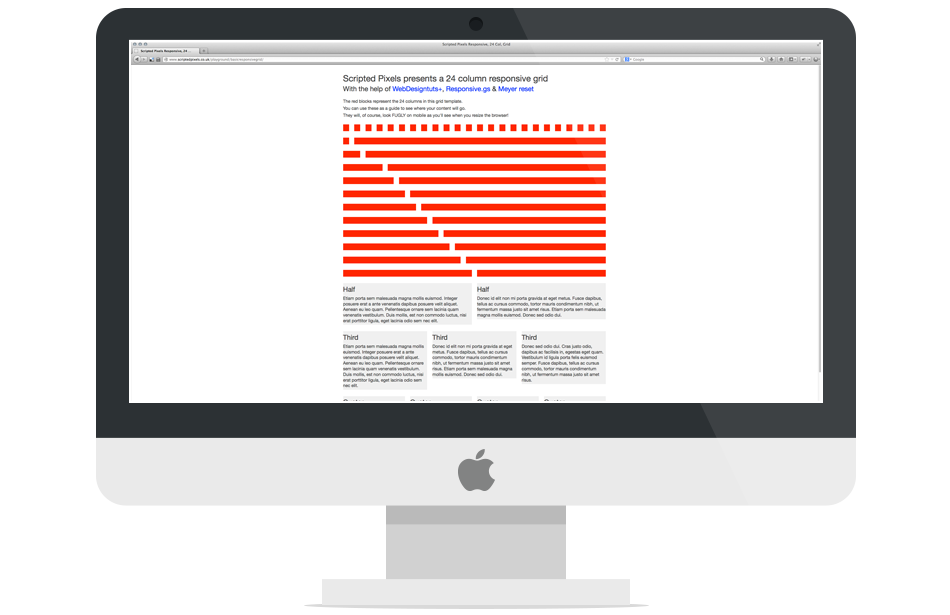 Scripted Pixels Responsive, 24 Col, Grid
Scripted Pixels Responsive, 24
www.scriptedpixels.co.uk/playground/base/responsivegrid/
Google
Scripted Pixels presents a 24 column responsive grid
With the help of WebDesigntuts+, Responsive.gs & Meyer reset
The red blocks represent the 24 columns in this grid template.
You can use these as a guide to see where your content will go.
They will, of course, look FUGLY on mobile as you'll see when you resize the browser!
Half
Etiam porta sem malesuada magna mollis euismod. Integer
posuere erat a ante venenatis dapibus posuere velit aliquet.
Aenean eu leo quam. Pellentesque ornare sem lacinia quam
venenatis vestibulum. Duis mollis, est non commodo luctus, nisi
erat porttitor ligula, eget lacinia odio sem nec elit.
Half
Donec id elit non mi porta gravida at eget metus. Fusce dapibus,
tellus ac cursus commodo, tortor mauris condimentum nibh, ut
fermentum massa justo sit amet risus. Etiam porta sem malesuada
magna mollis euismod. Donec sed odio dui.
Third
Etiam porta sem malesuada magna mollis
euismod. Integer posuere erat a ante
venenatis dapibus posuere velit aliquet.
Aenean eu leo quam. Pellentesque ornare
sem lacinia quam venenatis vestibulum.
Duis mollis, est non commodo luctus, nisi
erat porttitor ligula, eget lacinia odio sem
nec elit.
Third
Donec id elit non mi porta gravida at eget
metus. Fusce dapibus, tellus ac cursus
commodo, tortor mauris condimentum
nibh, ut fermentum massa justo sit amet
risus. Etiam porta sem malesuada magna
mollis euismod. Donec sed odio dui.
Third
Donec sed odio dui. Cras justo odio,
dapibus ac facilisis in, egestas eget quam.
Vestibulum id ligula porta felis euismod
semper. Fusce dapibus, tellus ac cursus
commodo, tortor mauris condimentum
nibh, ut fermentum massa justo sit amet
risus.